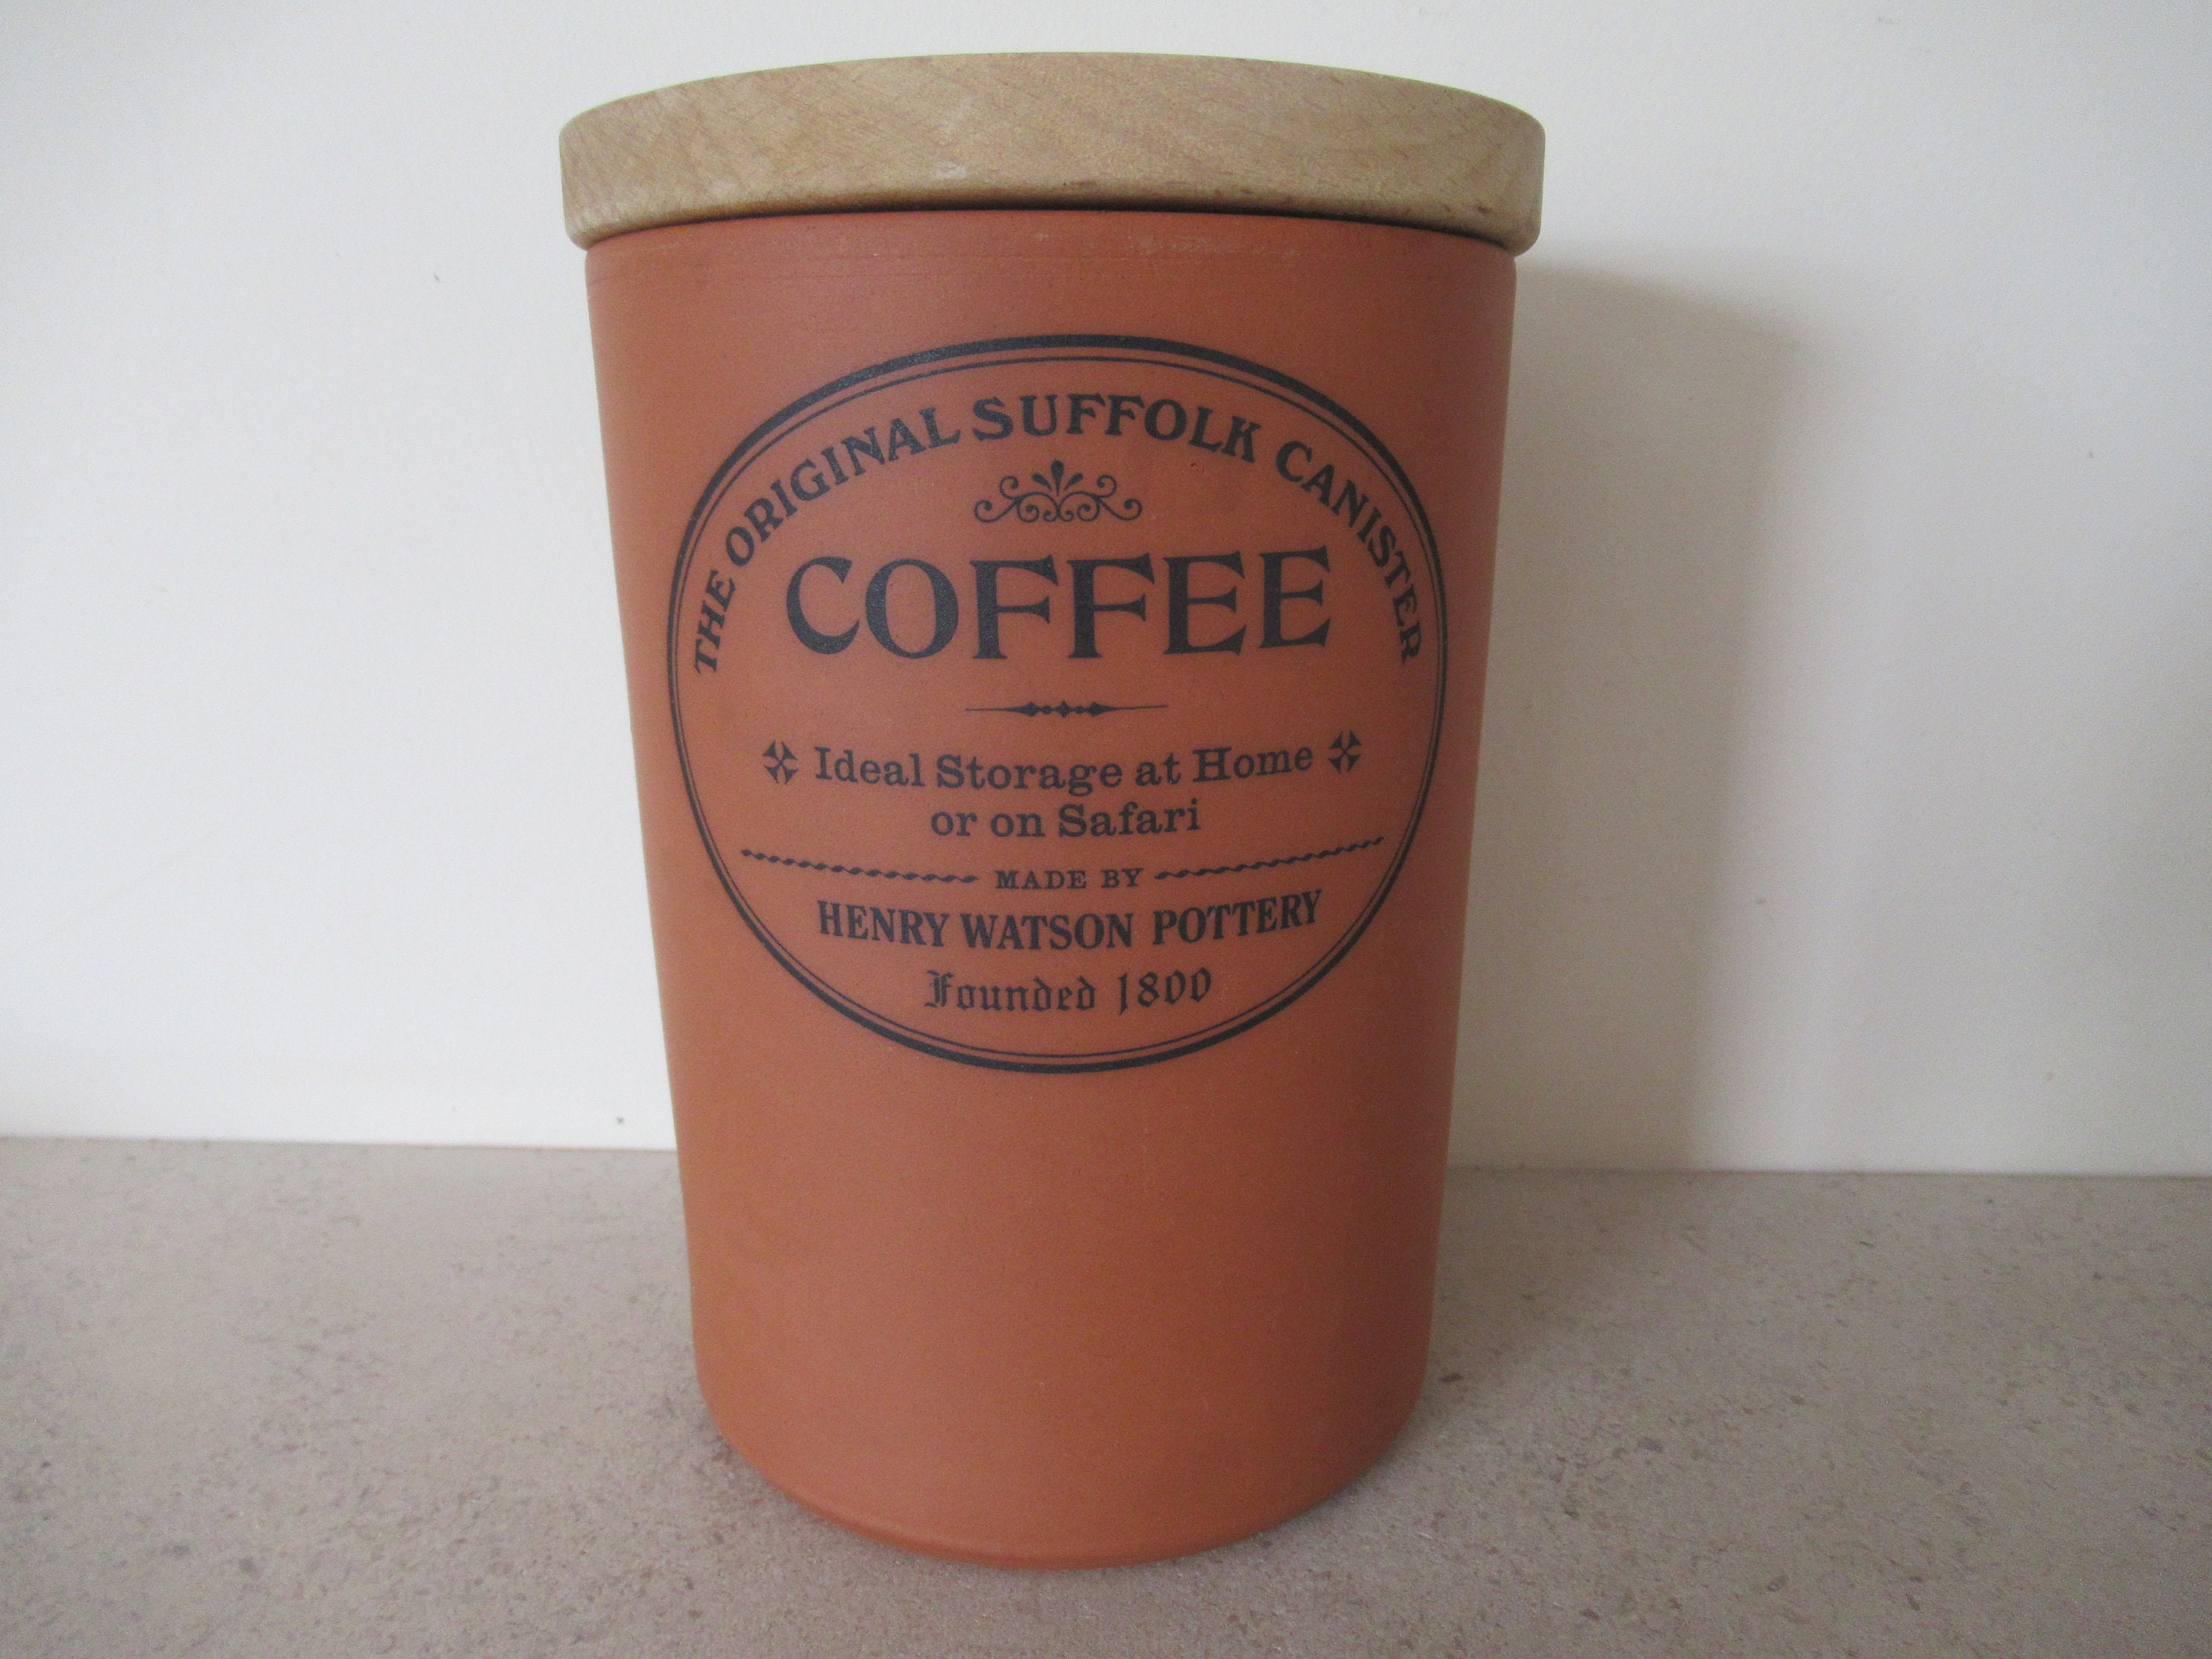 THE ORIGINAL SUFFOLK CANISTER
COFFEE
Ideal Storage at Home
or on Safari
MADE BY
HENRY WATSON POTTERY
Founded 1800